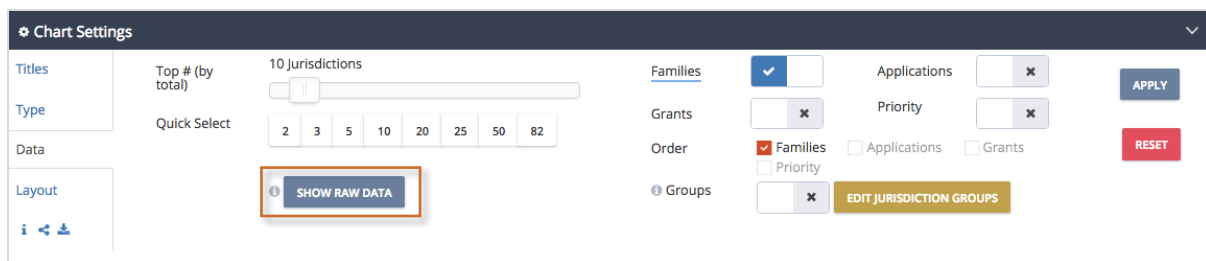 Chart Settings
Titles
Type
Data
Layout
Top # (by
total)
10 Jurisdictions
Quick Select
2 3 5 10 20 25 50 82
SHOW RAW DATA
Families
Applications
Grants
Priority
Order
Families Applications Grants
Priority
Groups
EDIT JURISDICTION GROUPS
APPLY
RESET